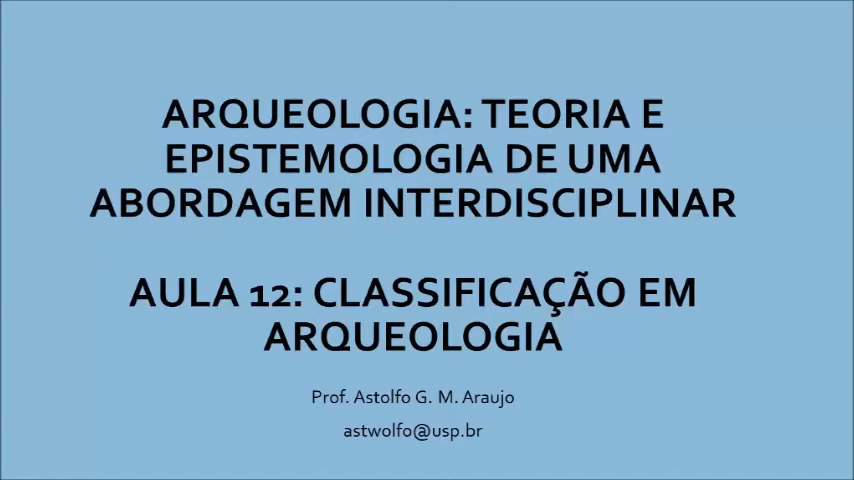 ARQUEOLOGIA: TEORIA E
EPISTEMOLOGIA DE UMA
ABORDAGEM INTERDISCIPLINAR
AULA 12: CLASSIFICAÇÃO EM
ARQUEOLOGIA
Prof. Astolfo G. M. Araujo
astwolfo@usp.br